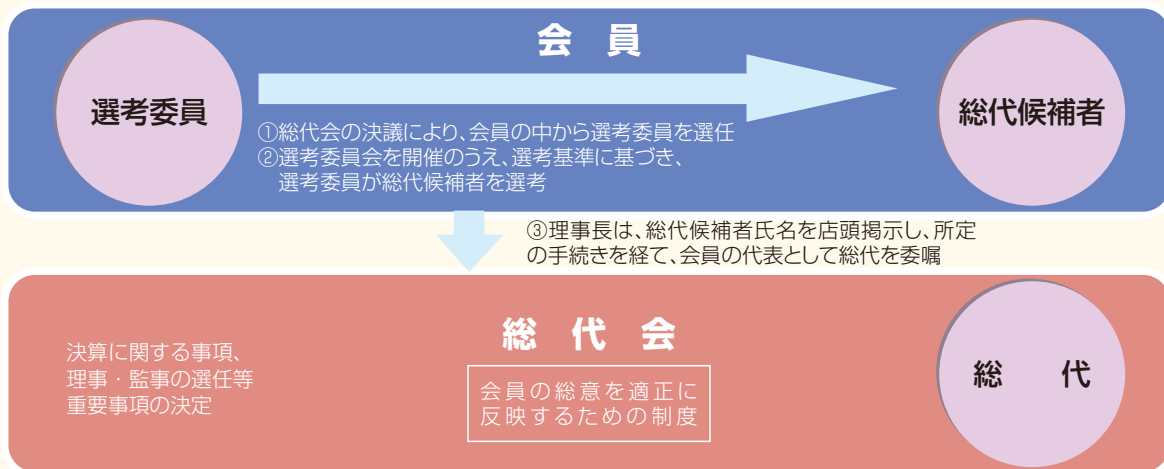 会 員
選考委員
総代候補者
①総代会の決議により、会員の中から選考委員を選任
②選考委員会を開催のうえ、選考基準に基づき、
選考委員が総代候補者を選考
③理事長は、総代候補者氏名を店頭掲示し、所定
の手続きを経て、会員の代表として総代を委嘱
総 代 会
決算に関する事項、
理事・監事の選任等
重要事項の決定
会員の総意を適正に
反映するための制度
総 代